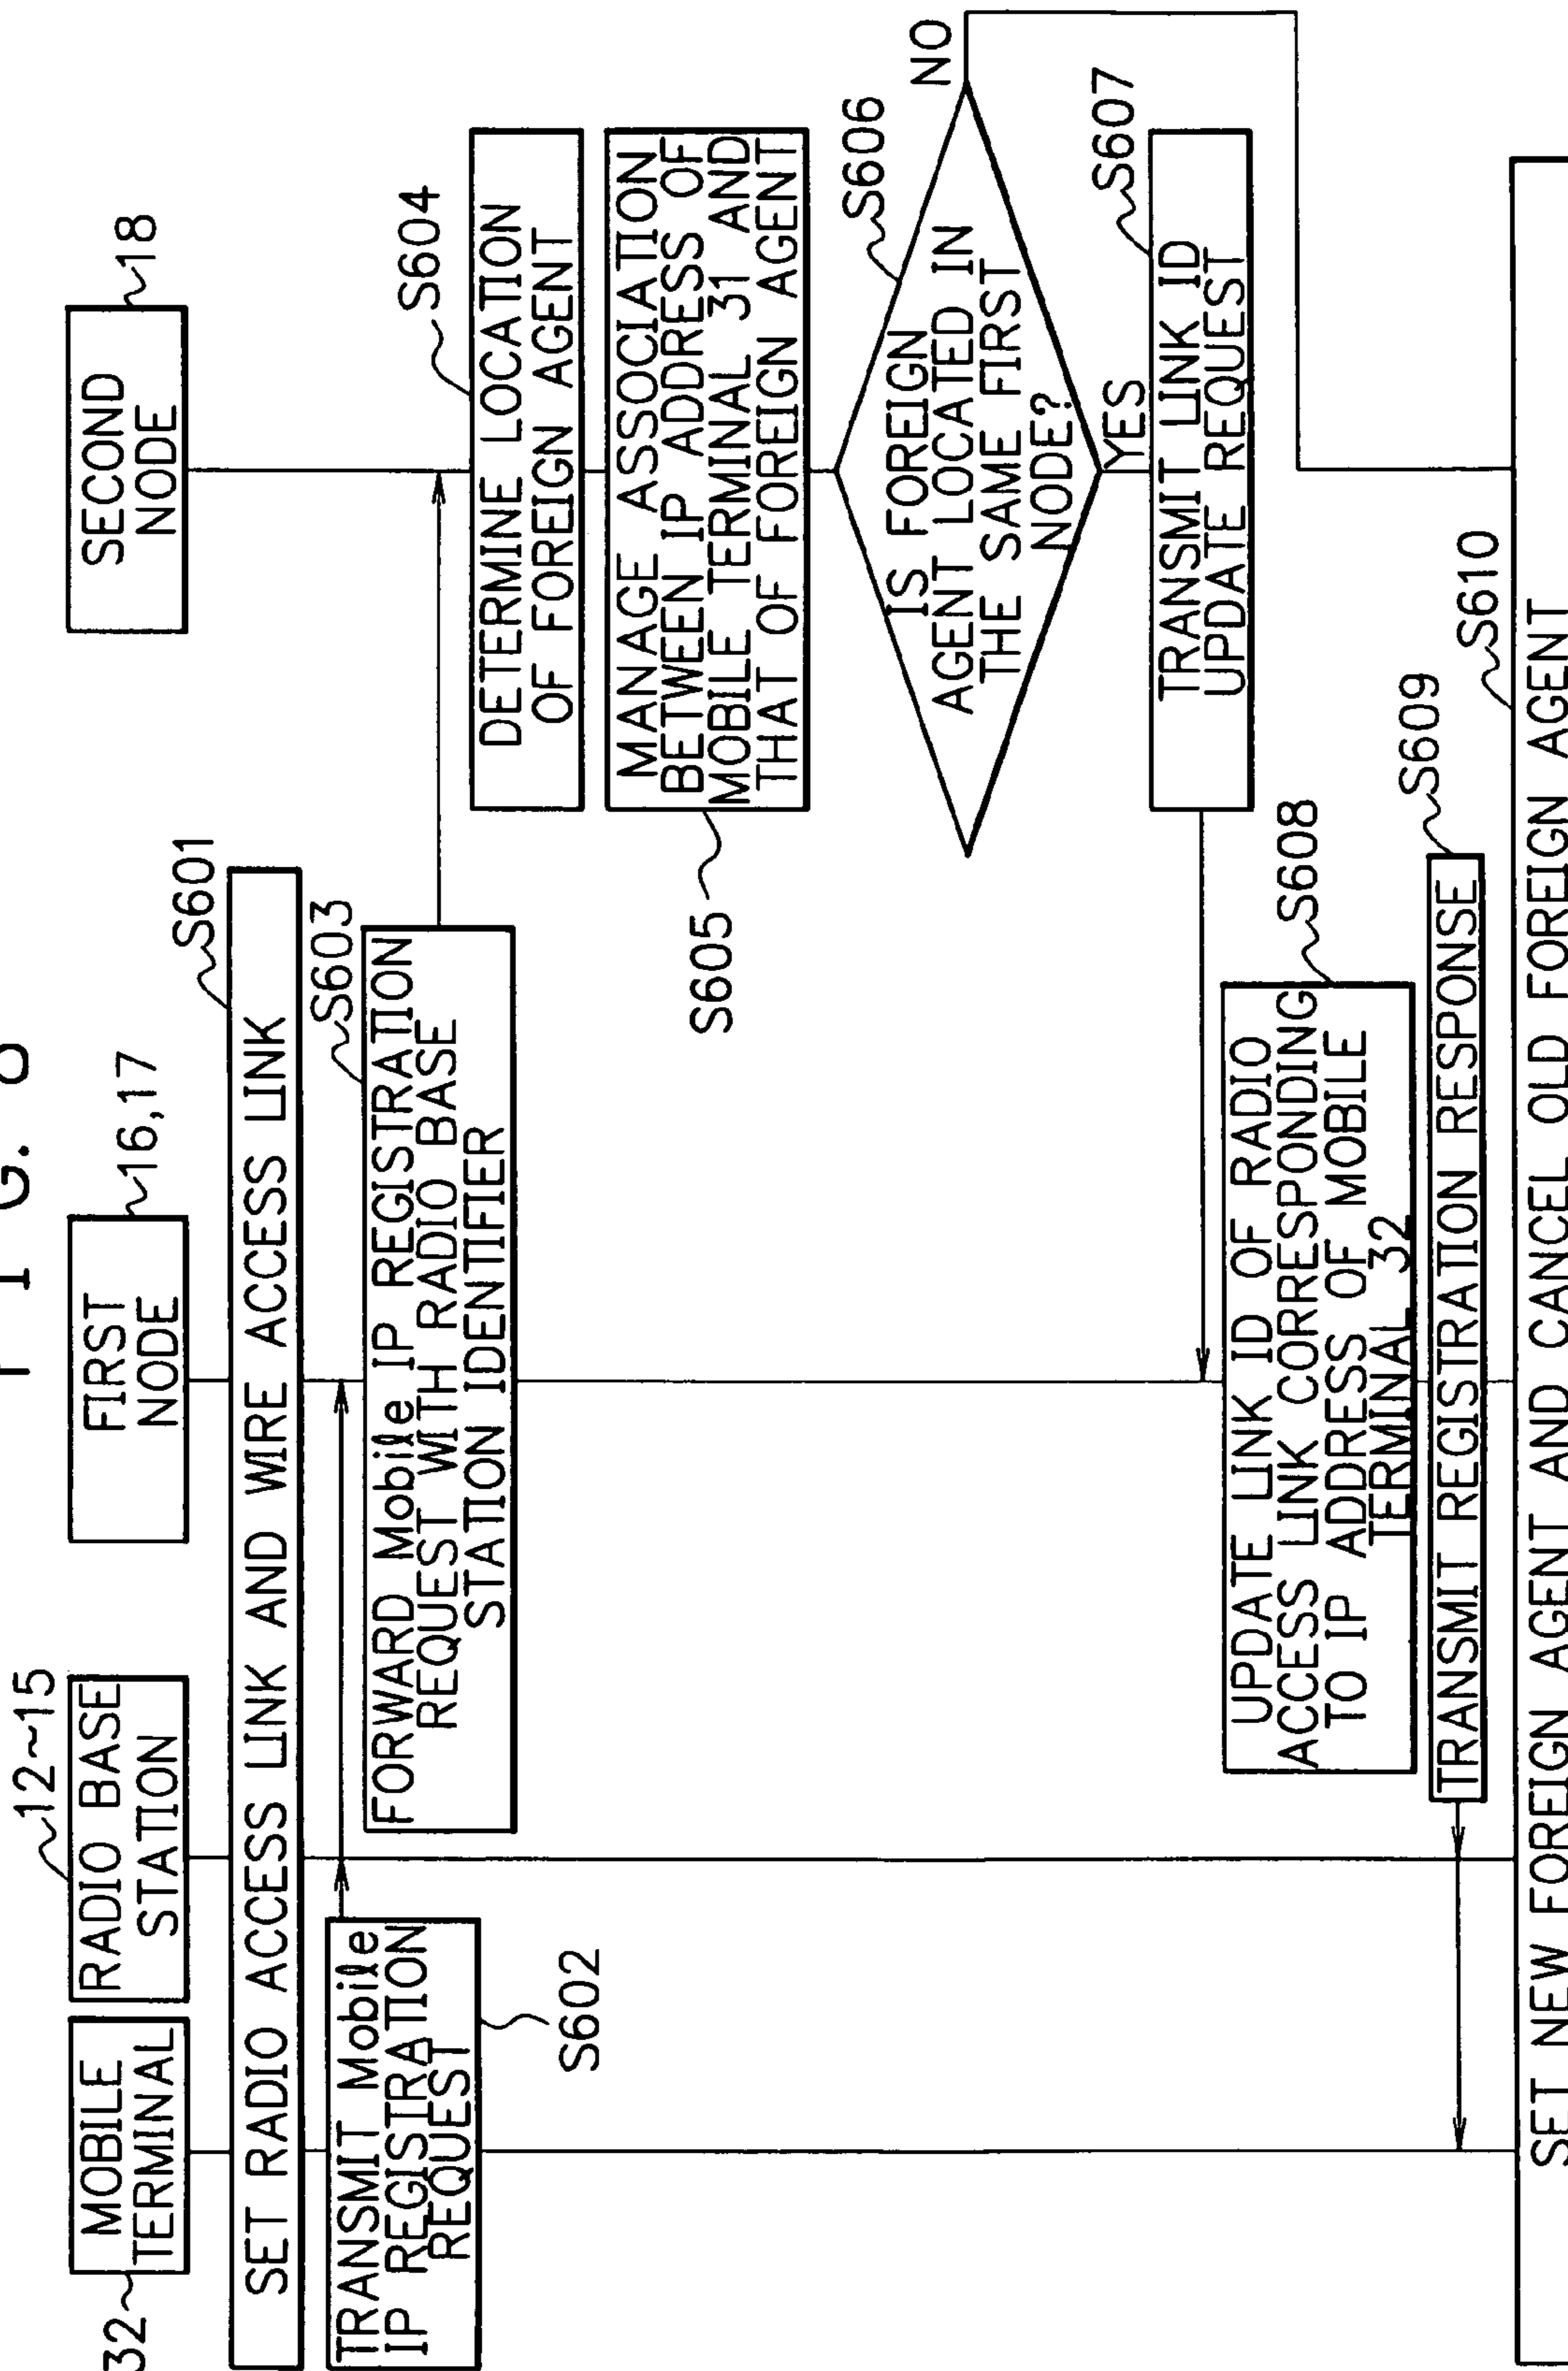 FIG. 8
32
MOBILE
TERMINAL
12~15
RADIO BASE
STATION
16,17
FIRST
NODE
18
SECOND
NODE
S601
SET RADIO ACCESS LINK AND WIRE ACCESS LINK
TRANSMIT Mobile
IP REGISTRATION
REQUEST
S602
S603
FORWARD Mobile IP REGISTRATION
REQUEST WITH RADIO BASE
STATION IDENTIFIER
S604
DETERMINE LOCATION
OF FOREIGN AGENT
MANAGE ASSOCIATION
BETWEEN IP ADDRESS OF
MOBILE TERMINAL 31 AND
THAT OF FOREIGN AGENT
S605
S606
IS FOREIGN
AGENT LOCATED IN
THE SAME FIRST
NODE?
NO
YES
S607
TRANSMIT LINK ID
UPDATE REQUEST
S608
UPDATE LINK ID OF RADIO
ACCESS LINK CORRESPONDING
TO IP ADDRESS OF MOBILE
TERMINAL 32
S609
TRANSMIT REGISTRATION RESPONSE
S610
SET NEW FOREIGN AGENT AND CANCEL OLD FOREIGN AGENT